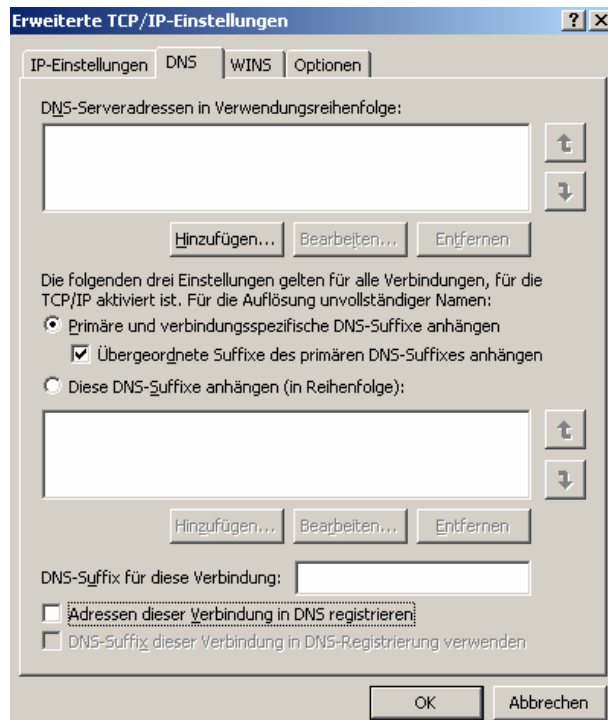 Erweiterte TCP/IP-Einstellungen
IP-Einstellungen DNS WINS Optionen
DNS-Serveradressen in Verwendungsreihenfolge:
Hinzufügen... Bearbeiten... Entfernen
Die folgenden drei Einstellungen gelten für alle Verbindungen, für die
TCP/IP aktiviert ist. Für die Auflösung unvollständiger Namen:
Primäre und verbindungsspezifische DNS-Suffixe anhängen
Übergeordnete Suffixe des primären DNS-Suffixes anhängen
Diese DNS-Suffixe anhängen (in Reihenfolge):
Hinzufügen... Bearbeiten... Entfernen
DNS-Suffix für diese Verbindung:
Adressen dieser Verbindung in DNS registrieren
DNS-Suffix dieser Verbindung in DNS-Registrierung verwenden
OK Abbrechen